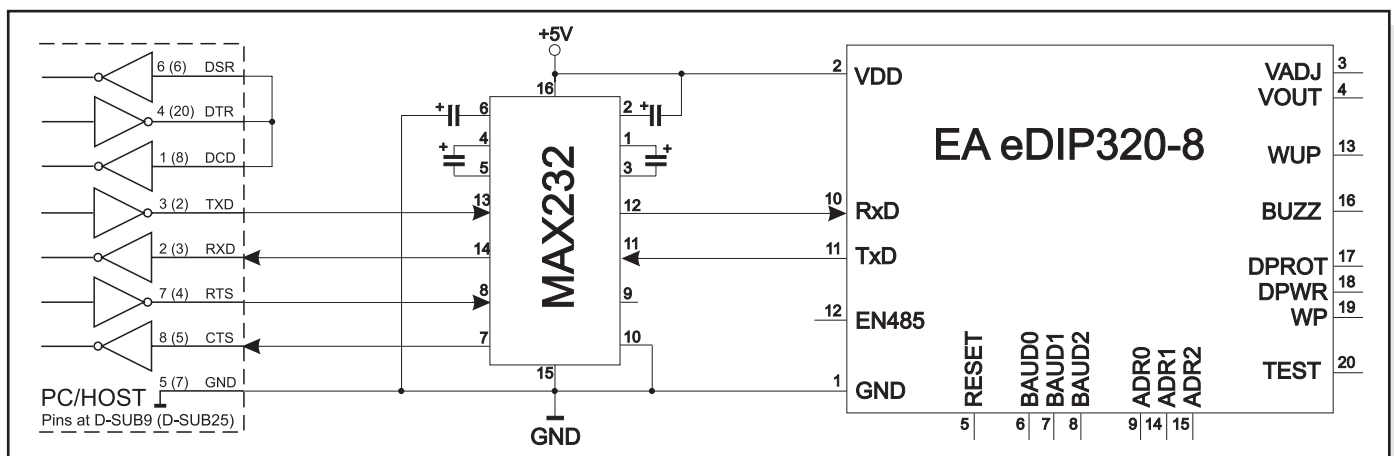 +5V
6 (6) DSR
4 (20) DTR
1 (8) DCD
3 (2) TXD
2 (3) RXD
7 (4) RTS
8 (5) CTS
5 (7) GND
PC/HOST
Pins at D-SUB9 (D-SUB25)
16
+ 6
4
+
5
13
14
8
7
15
MAX232
2 +
1
+
3
12
11
9
10
GND
EA eDIP320-8
2 VDD
10 RxD
11 TxD
12 EN485
1 GND
RESET
BAUD0
BAUD1
BAUD2
ADR0
ADR1
ADR2
5
6
7
8
9
14
15
VADJ 3
VOUT 4
WUP 13
BUZZ 16
DPROT 17
DPWR 18
WP 19
TEST 20